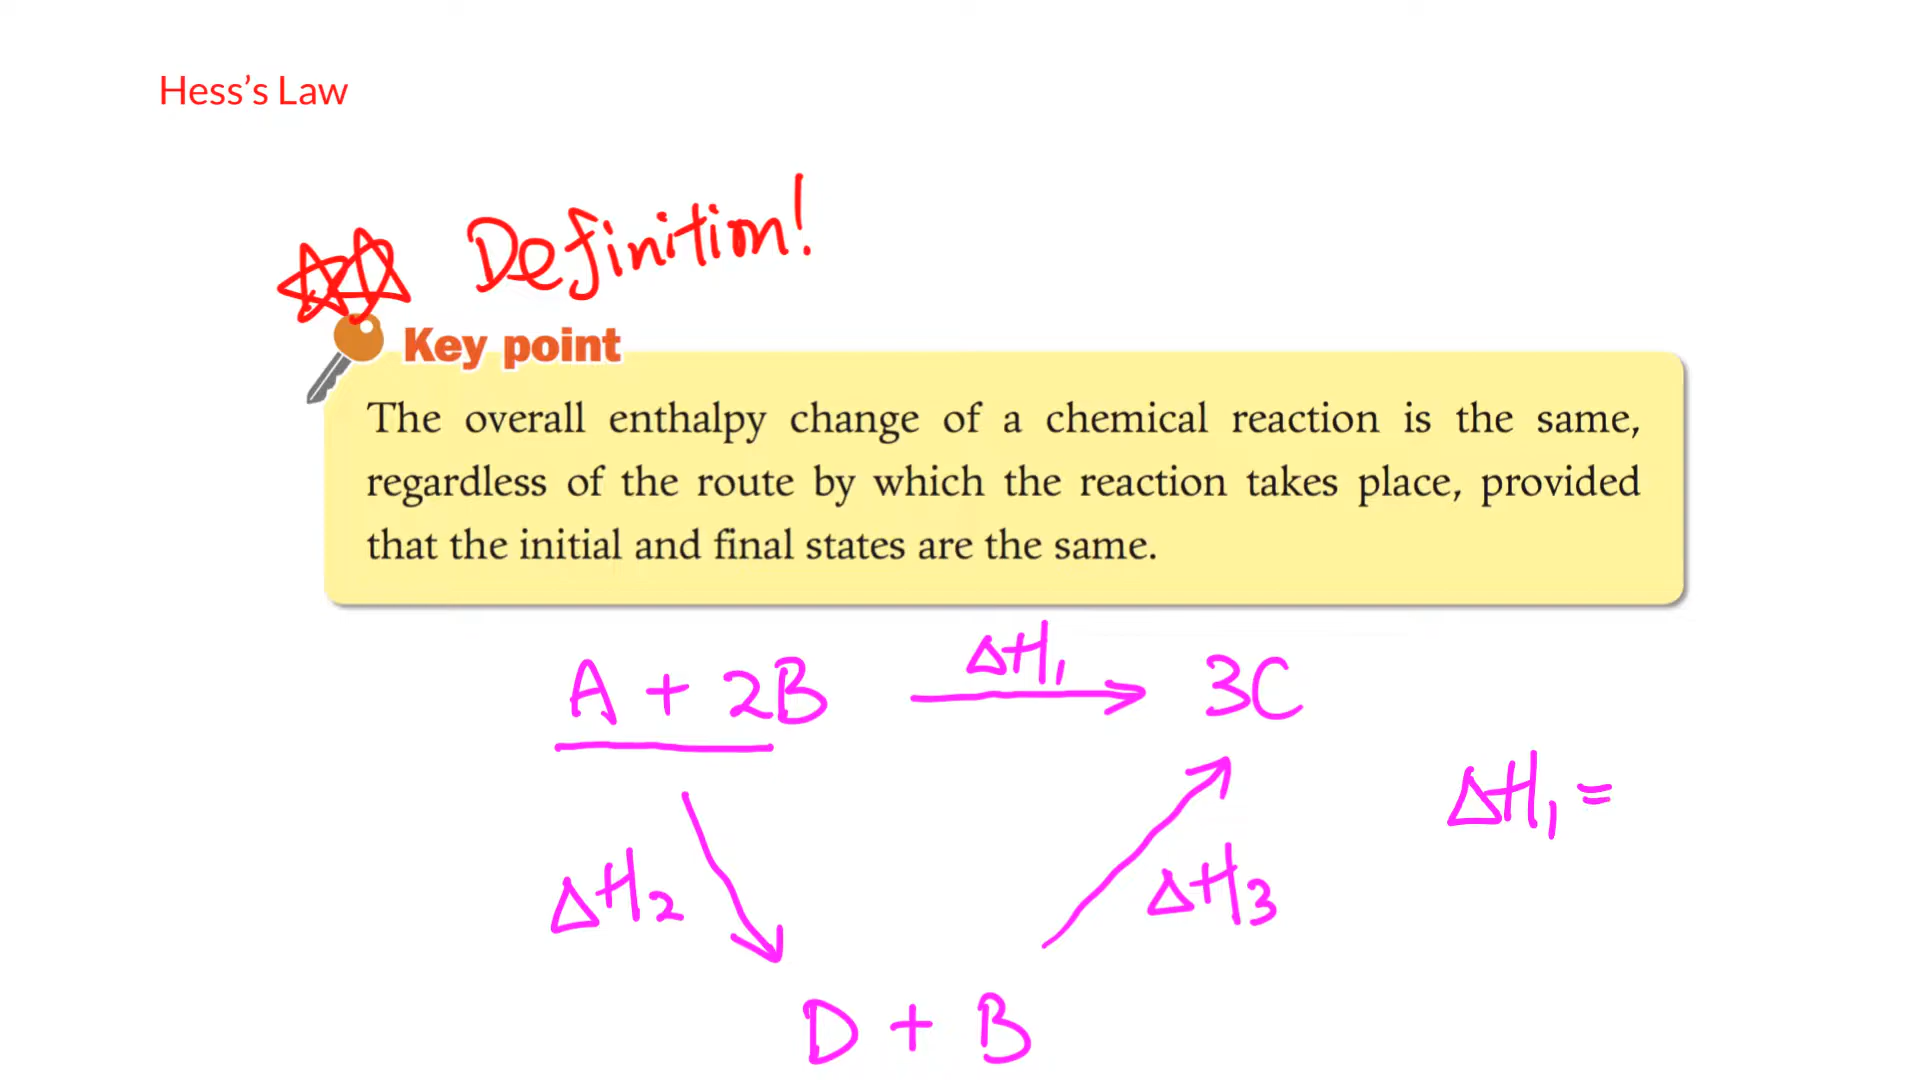 Hess’s Law
Definition!
Key point
The overall enthalpy change of a chemical reaction is the same,
regardless of the route by which the reaction takes place, provided
that the initial and final states are the same.
A + 2B ΔH₁ 3C
ΔH₁ =
ΔH₂ ΔH₃
D + B